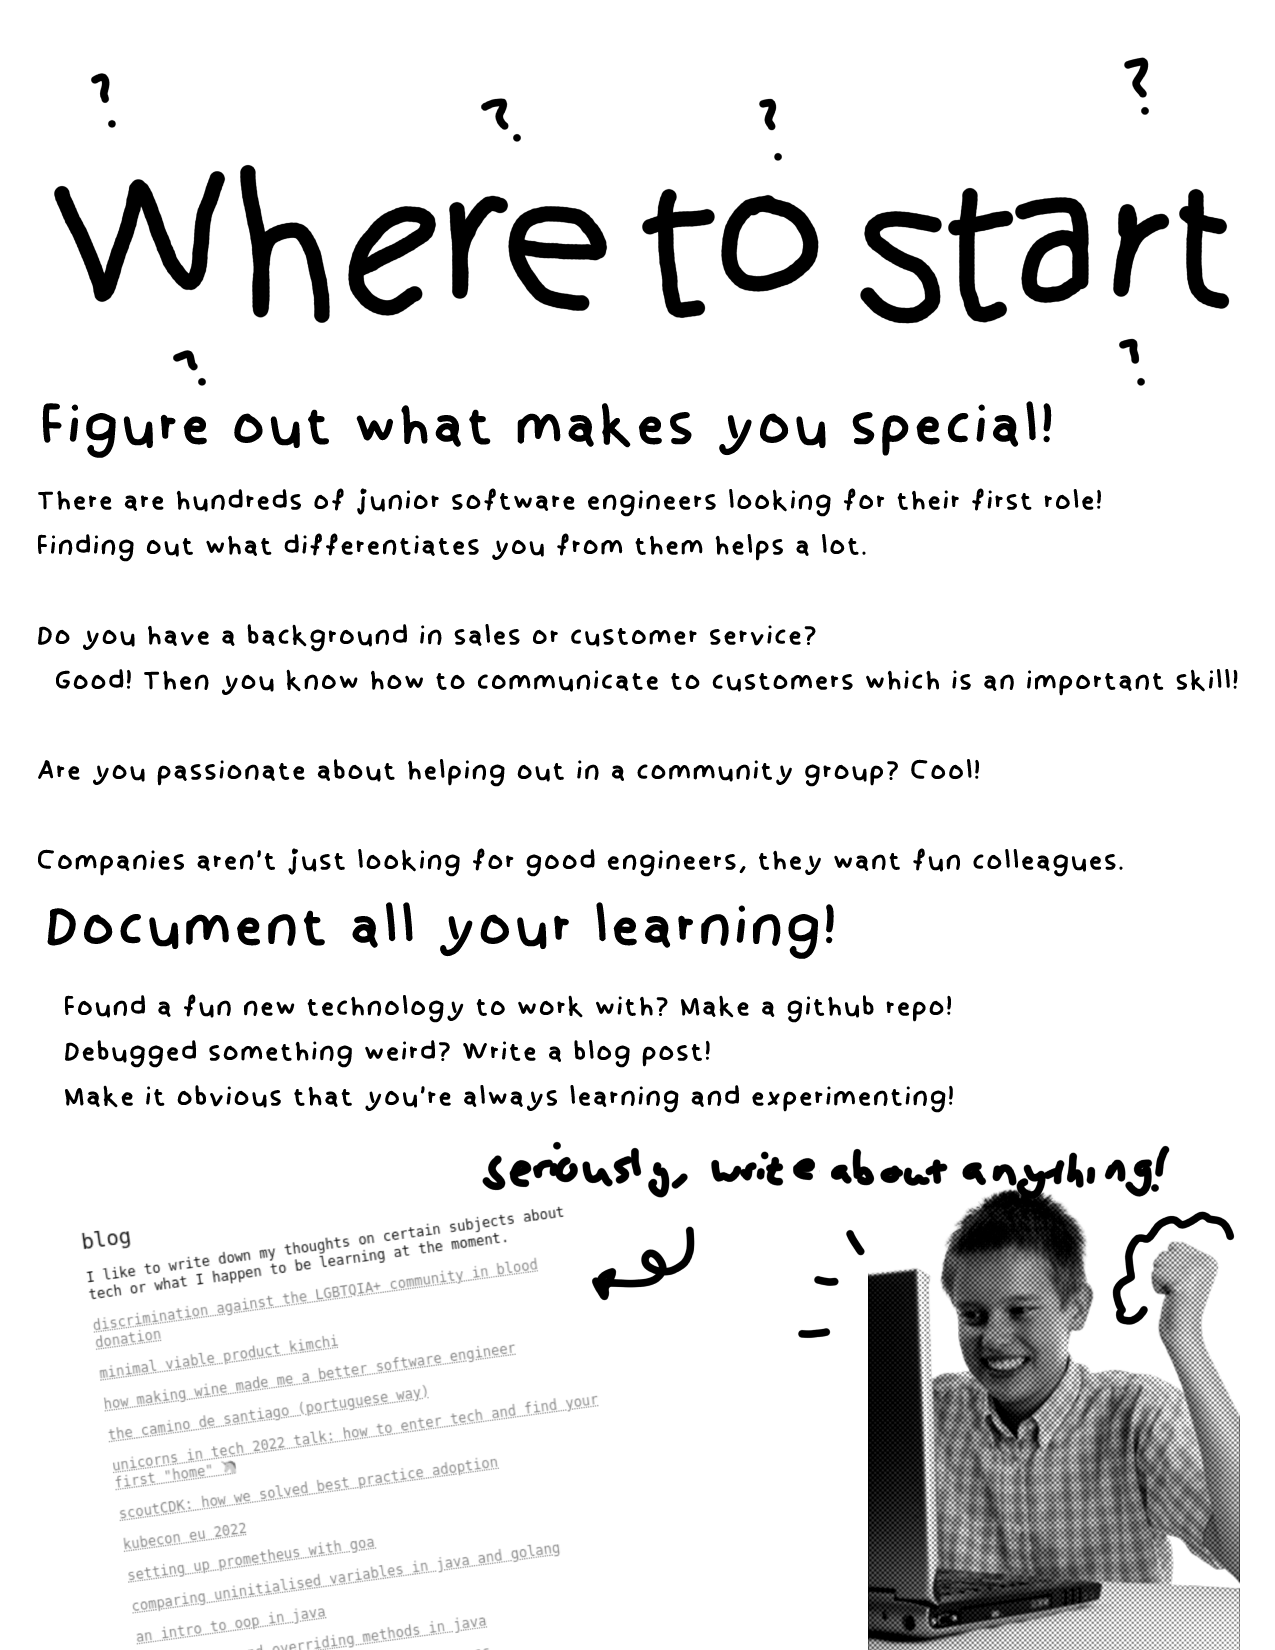 ? ? ? ?
Where to start
? ?
Figure out what makes you special!
There are hundreds of junior software engineers looking for their first role!
Finding out what differentiates you from them helps a lot.
Do you have a background in sales or customer service?
Good! Then you know how to communicate to customers which is an important skill!
Are you passionate about helping out in a community group? Cool!
Companies aren't just looking for good engineers, they want fun colleagues.
Document all your learning!
Found a fun new technology to work with? Make a github repo!
Debugged something weird? Write a blog post!
Make it obvious that you're always learning and experimenting!
seriously, write about anything!
blog
I like to write down my thoughts on certain subjects about
tech or what I happen to be learning at the moment.
discrimination against the LGBTQIA+ community in blood
donation
minimal viable product kimchi
how making wine made me a better software engineer
the camino de santiago (portuguese way)
unicorns in tech 2022 talk: how to enter tech and find your
first "home"
scoutCDK: how we solved best practice adoption
kubecon eu 2022
setting up prometheus with goa
comparing uninitialised variables in java and golang
an intro to oop in java
overriding methods in java